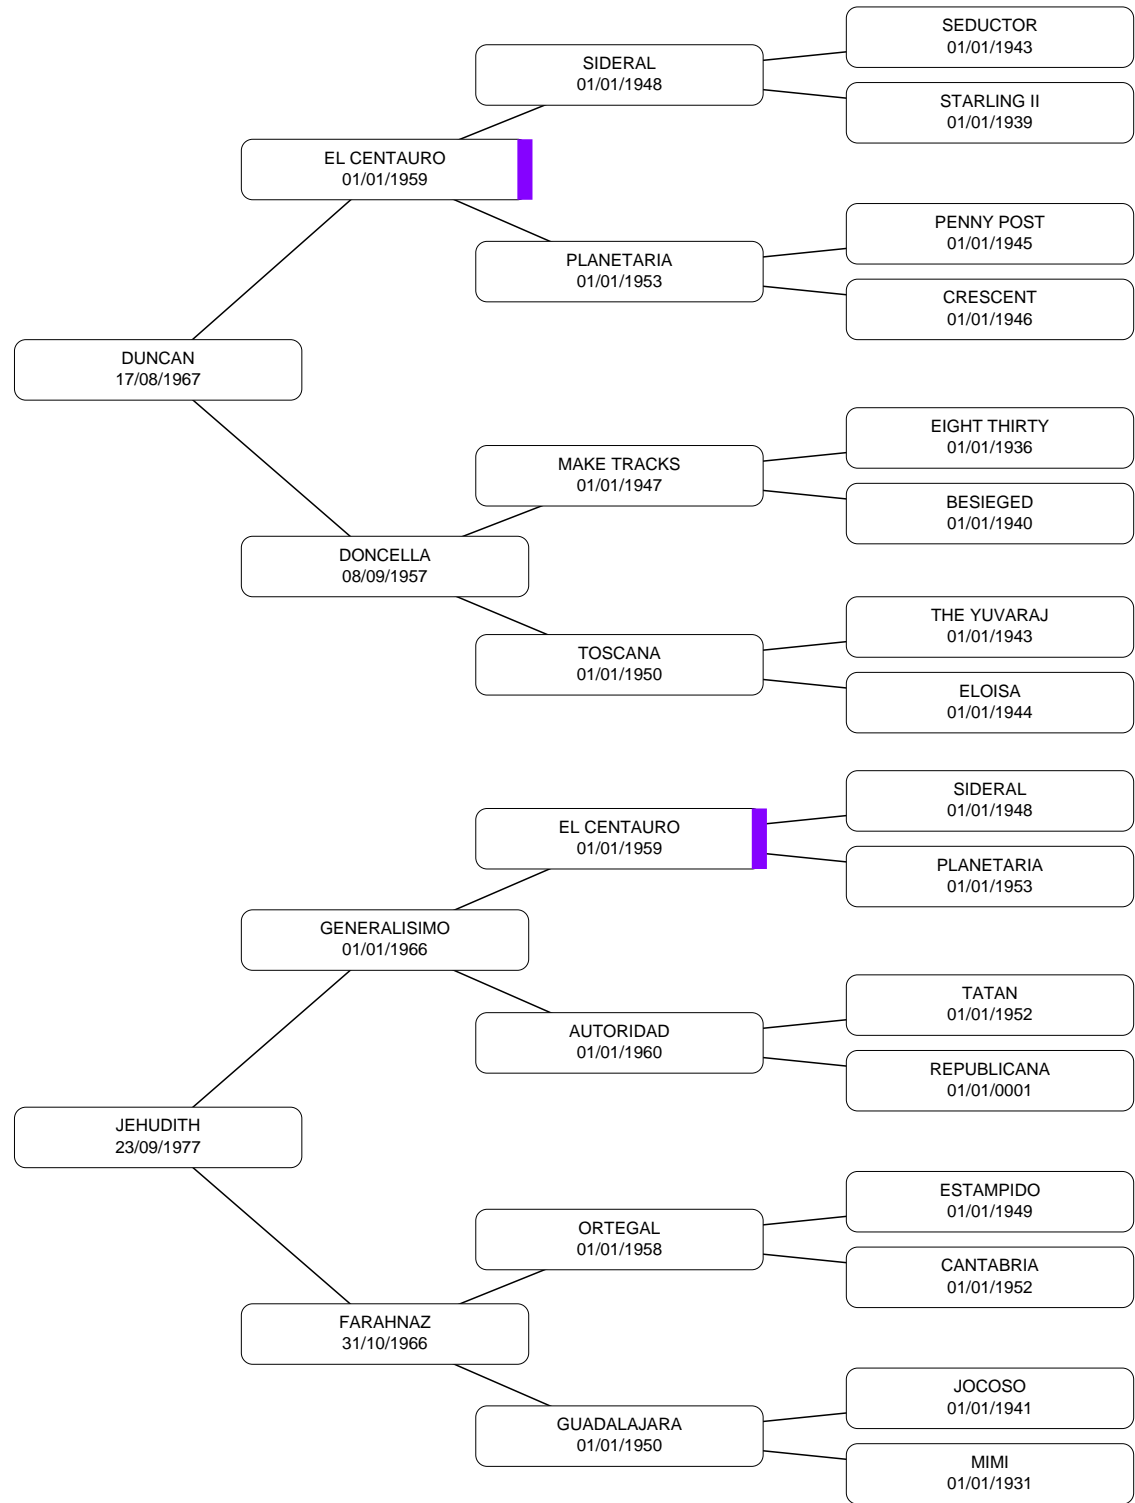 SEDUCTOR
01/01/1943
SIDERAL
01/01/1948
STARLING II
01/01/1939
EL CENTAURO
01/01/1959
PENNY POST
01/01/1945
PLANETARIA
01/01/1953
CRESCENT
01/01/1946
DUNCAN
17/08/1967
EIGHT THIRTY
01/01/1936
MAKE TRACKS
01/01/1947
BESIEGED
01/01/1940
DONCELLA
08/09/1957
THE YUVARAJ
01/01/1943
TOSCANA
01/01/1950
ELOISA
01/01/1944
SIDERAL
01/01/1948
EL CENTAURO
01/01/1959
PLANETARIA
01/01/1953
GENERALISIMO
01/01/1966
TATAN
01/01/1952
AUTORIDAD
01/01/1960
REPUBLICANA
01/01/0001
JEHUDITH
23/09/1977
ESTAMPIDO
01/01/1949
ORTEGAL
01/01/1958
CANTABRIA
01/01/1952
FARAHNAZ
31/10/1966
JOCOSO
01/01/1941
GUADALAJARA
01/01/1950
MIMI
01/01/1931